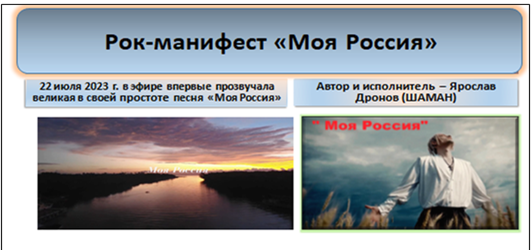 Рок-манифест «Моя Россия»
22 июля 2023 г. в эфире впервые прозвучала
великая в своей простоте песня «Моя Россия»
Автор и исполнитель – Ярослав
Дронов (ШАМАН)
Моя Россия
" Моя Россия"